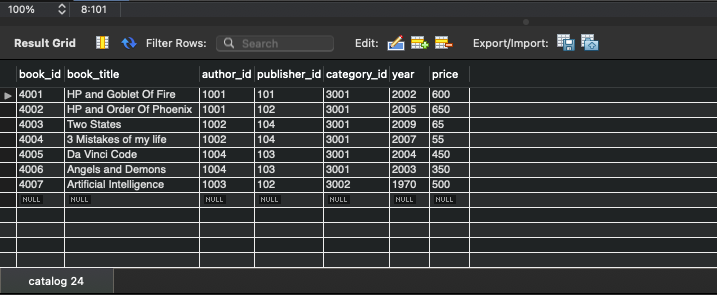 100% 8:101
Result Grid Filter Rows: Search Edit: Export/Import:
book_id book_title author_id publisher_id category_id year price
4001 HP and Goblet Of Fire 1001 101 3001 2002 600
4002 HP and Order Of Phoenix 1001 102 3001 2005 650
4003 Two States 1002 104 3001 2009 65
4004 3 Mistakes of my life 1002 104 3001 2007 55
4005 Da Vinci Code 1004 103 3001 2004 450
4006 Angels and Demons 1004 103 3001 2003 350
4007 Artificial Intelligence 1003 102 3002 1970 500
NULL NULL NULL NULL NULL NULL NULL
catalog 24